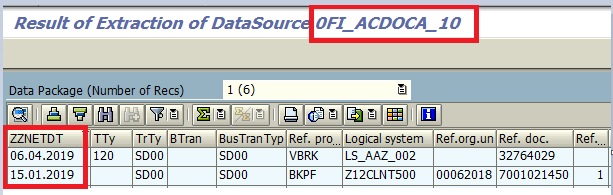 Result of Extraction of DataSource 0FI_ACDOCA_10
Data Package (Number of Recs) 1 (6)
ZZNETDT TTy TrTy BTran BusTranTyp Ref. pro... Logical system Ref.org.un Ref. doc. Ref...
06.04.2019 120 SD00 SD00 VBRK LS_AAZ_002 32764029
15.01.2019 SD00 SD00 BKPF Z12CLNT500 00062018 7001021450 1